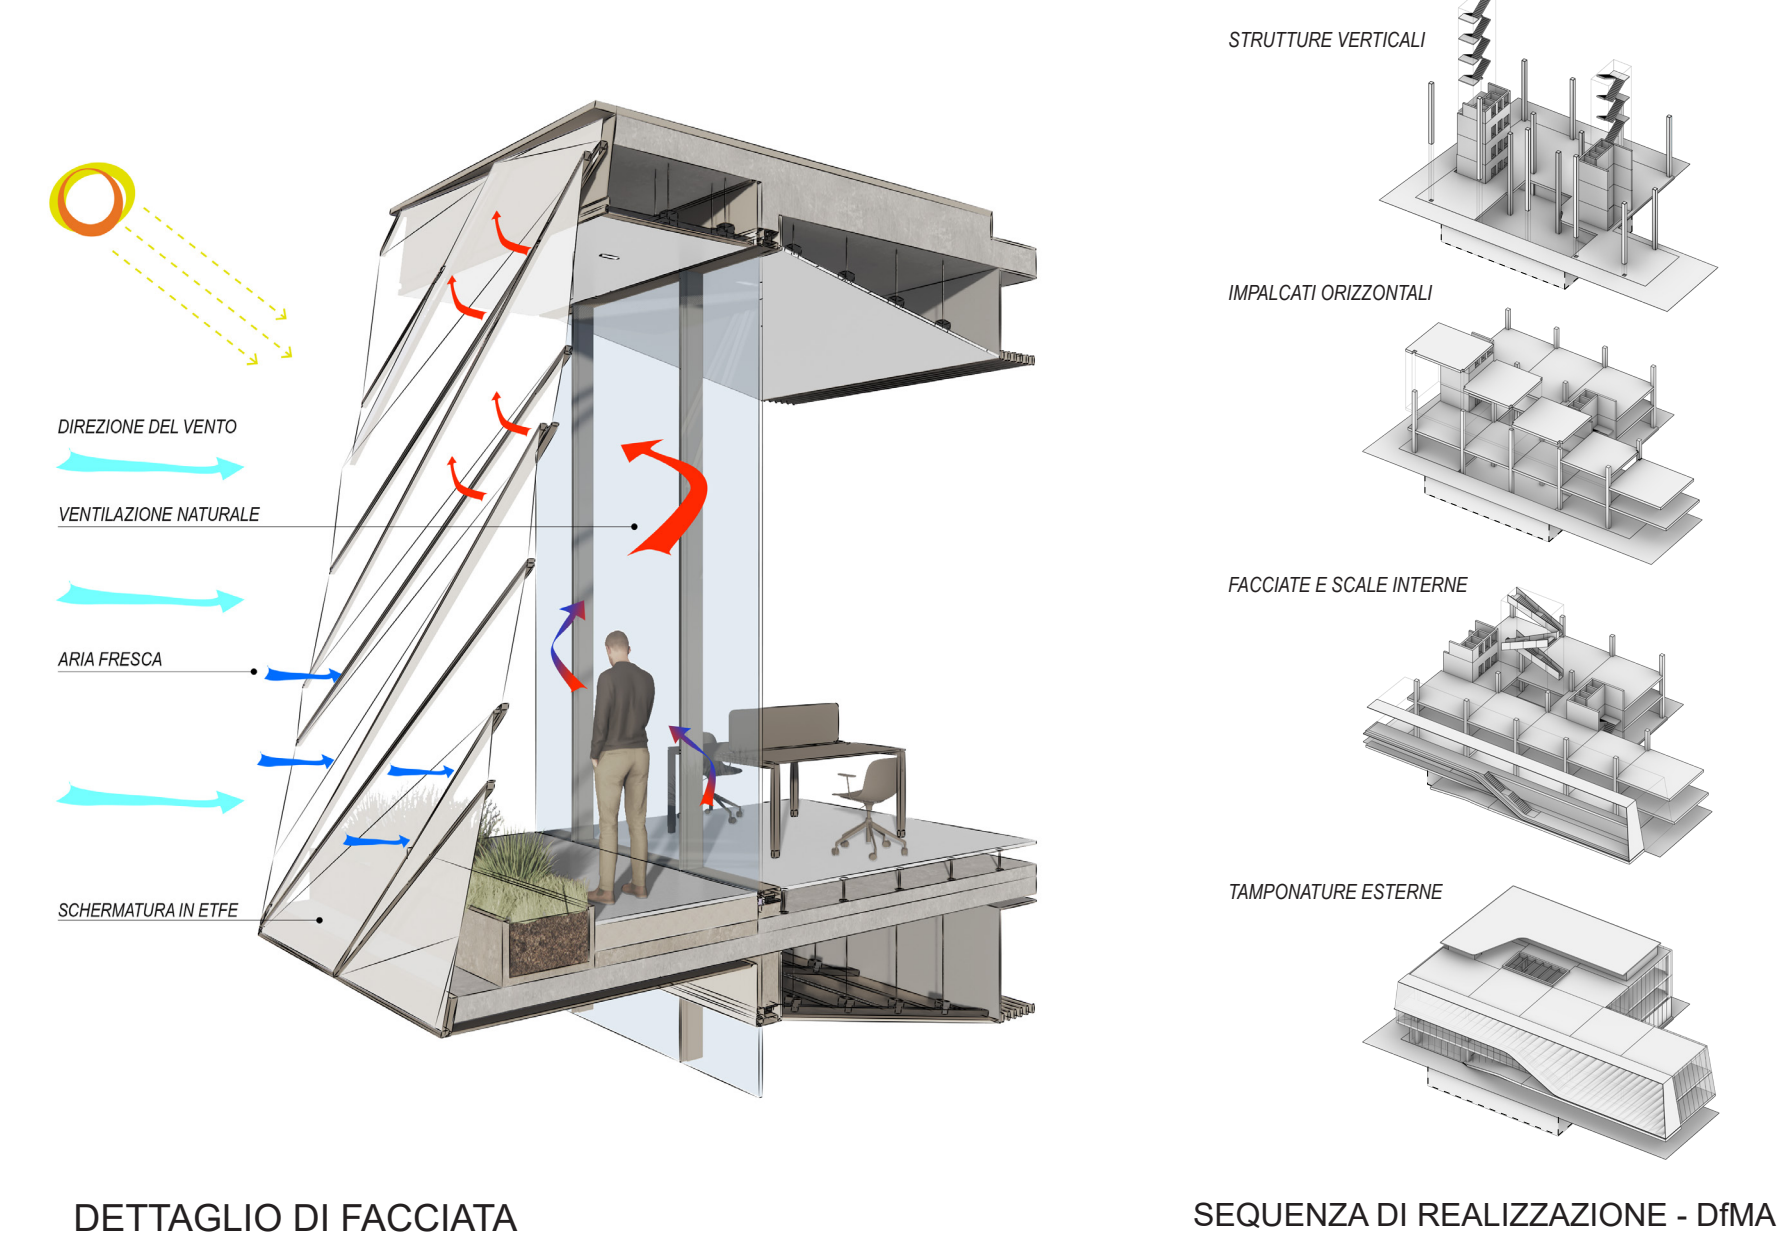 DIREZIONE DEL VENTO
VENTILAZIONE NATURALE
ARIA FRESCA
SCHERMATURA IN ETFE
DETTAGLIO DI FACCIATA
STRUTTURE VERTICALI
IMPALCATI ORIZZONTALI
FACCIATE E SCALE INTERNE
TAMPONATURE ESTERNE
SEQUENZA DI REALIZZAZIONE - DfMA